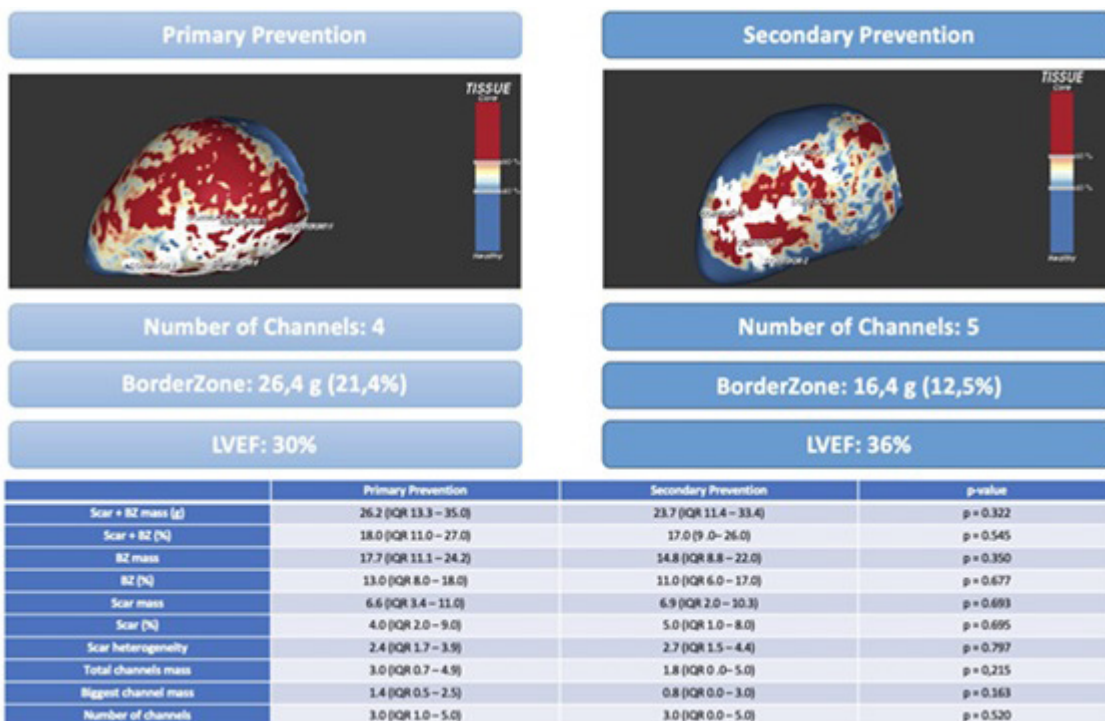 Primary Prevention
Secondary Prevention
TISSUE
Core
Healthy
TISSUE
Core
Healthy
Number of Channels: 4
Number of Channels: 5
BorderZone: 26,4 g (21,4%)
BorderZone: 16,4 g (12,5%)
LVEF: 30%
LVEF: 36%
Primary Prevention Secondary Prevention p-value
Scar + BZ mass (g) 26.2 (IQR 13.3 – 35.0) 23.7 (IQR 11.4 – 33.4) p = 0.322
Scar + BZ (%) 18.0 (IQR 11.0 – 27.0) 17.0 (9 .0– 26.0) p = 0.545
BZ mass 17.7 (IQR 11.1 – 24.2) 14.8 (IQR 8.8 – 22.0) p = 0.350
BZ (%) 13.0 (IQR 8.0 – 18.0) 11.0 (IQR 6.0 – 17.0) p = 0.677
Scar mass 6.6 (IQR 3.4 – 11.0) 6.9 (IQR 2.0 – 10.3) p = 0.693
Scar (%) 4.0 (IQR 2.0 – 9.0) 5.0 (IQR 1.0 – 8.0) p = 0.695
Scar heterogeneity 2.4 (IQR 1.7 – 3.9) 2.7 (IQR 1.5 – 4.4) p = 0.797
Total channels mass 3.0 (IQR 0.7 – 4.9) 1.8 (IQR 0 .0– 5.0) p = 0,215
Biggest channel mass 1.4 (IQR 0.5 – 2.5) 0.8 (IQR 0.0 – 3.0) p = 0.163
Number of channels 3.0 (IQR 1.0 – 5.0) 3.0 (IQR 0.0 – 5.0) p = 0.520